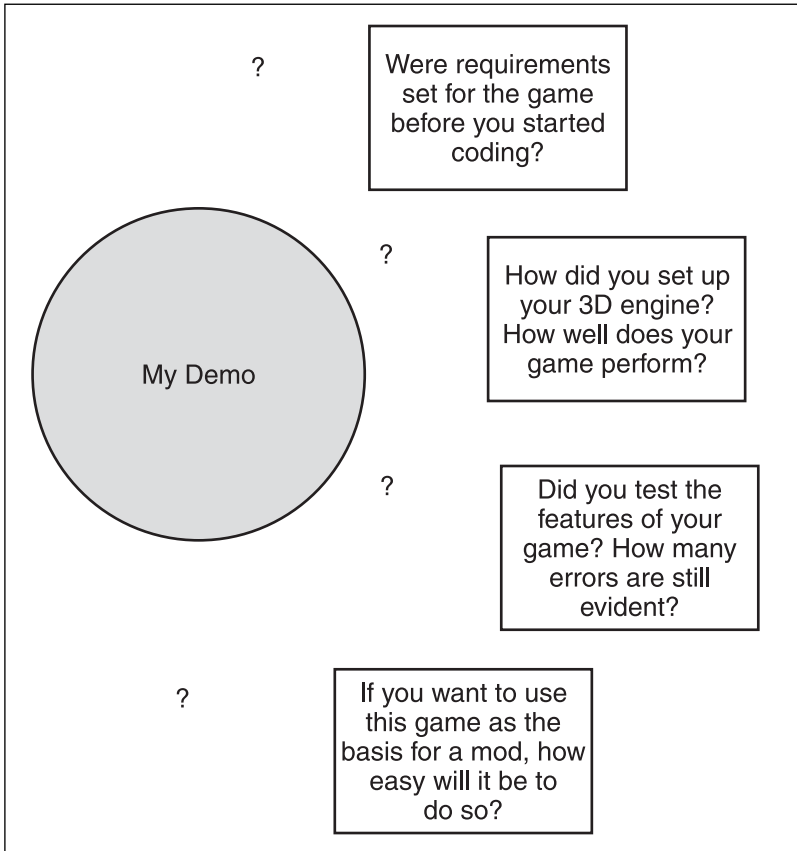 ?
Were requirements
set for the game
before you started
coding?
?
How did you set up
your 3D engine?
How well does your
game perform?
My Demo
?
Did you test the
features of your
game? How many
errors are still
evident?
?
If you want to use
this game as the
basis for a mod, how
easy will it be to
do so?